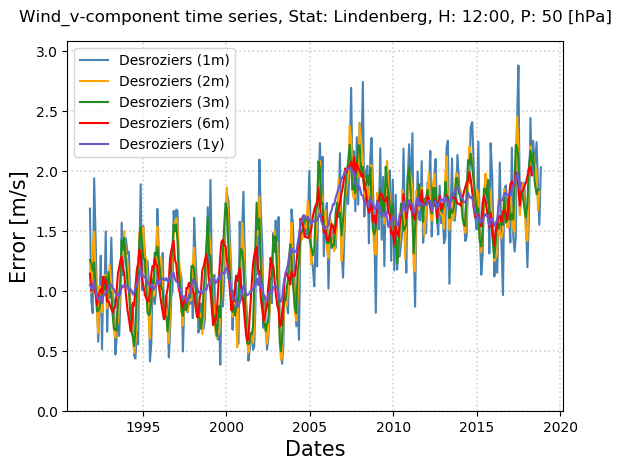 Wind_v-component time series, Stat: Lindenberg, H: 12:00, P: 50 [hPa]
3.0
2.5
2.0
1.5
1.0
0.5
0.0
Error [m/s]
Desroziers (1m)
Desroziers (2m)
Desroziers (3m)
Desroziers (6m)
Desroziers (1y)
1995
2000
2005
2010
2015
2020
Dates